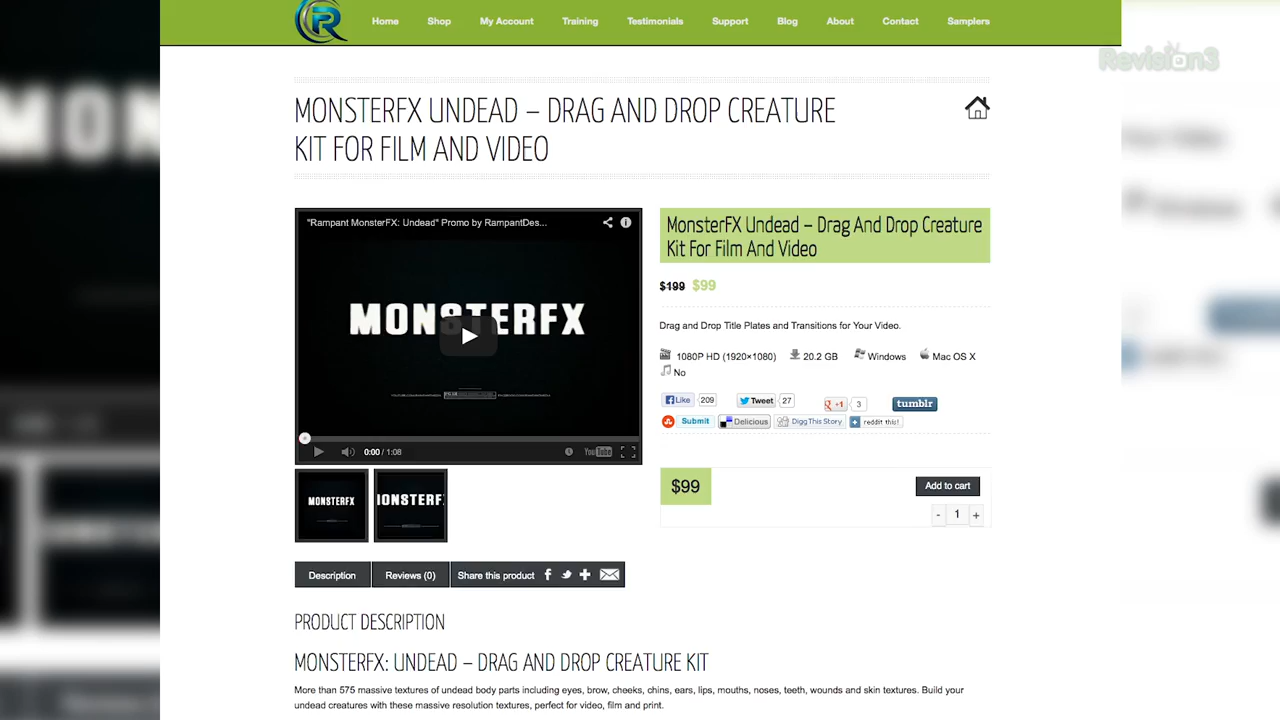 Home Shop My Account Training Testimonials Support Blog About Contact Samplers
Revision3
MONSTERFX UNDEAD – DRAG AND DROP CREATURE
KIT FOR FILM AND VIDEO
"Rampant MonsterFX: Undead" Promo by RampantDes...
MONSTERFX
0:00 / 1:08
YouTube
MONSTERFX
IONSTERF
MonsterFX Undead – Drag And Drop Creature
Kit For Film And Video
$199 $99
Drag and Drop Title Plates and Transitions for Your Video.
1080P HD (1920×1080) 20.2 GB Windows Mac OS X
No
Like 209 Tweet 27 +1 3 tumblr
Submit Delicious Digg This Story reddit this!
$99
Add to cart
- 1 +
Description Reviews (0) Share this product
PRODUCT DESCRIPTION
MONSTERFX: UNDEAD – DRAG AND DROP CREATURE KIT
More than 575 massive textures of undead body parts including eyes, brow, cheeks, chins, ears, lips, mouths, noses, teeth, wounds and skin textures. Build your
undead creatures with these massive resolution textures, perfect for video, film and print.